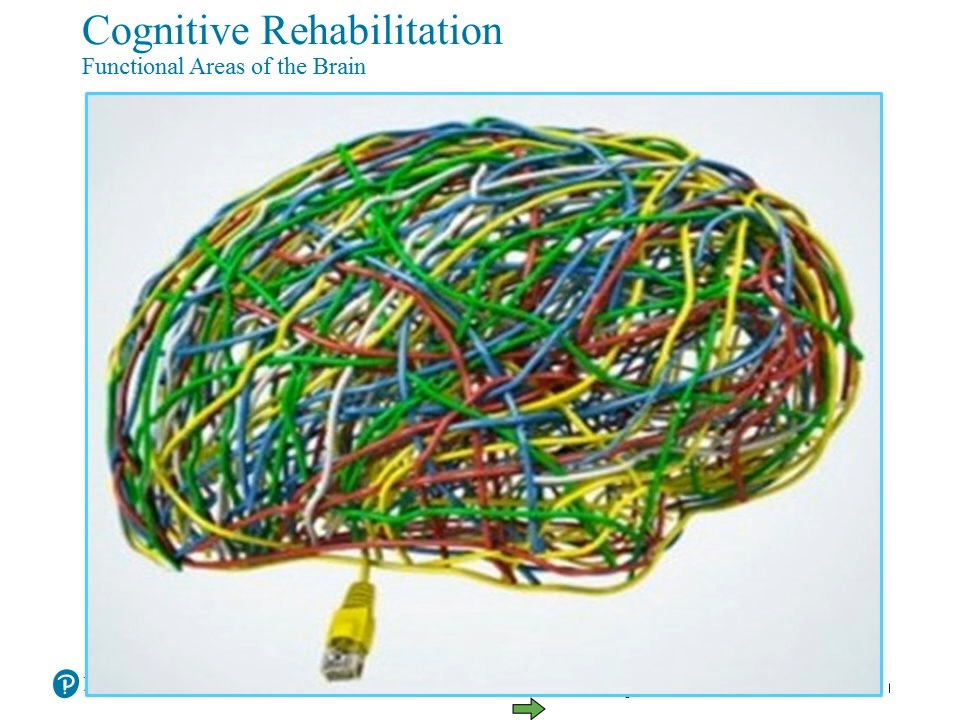 Cognitive Rehabilitation
Functional Areas of the Brain